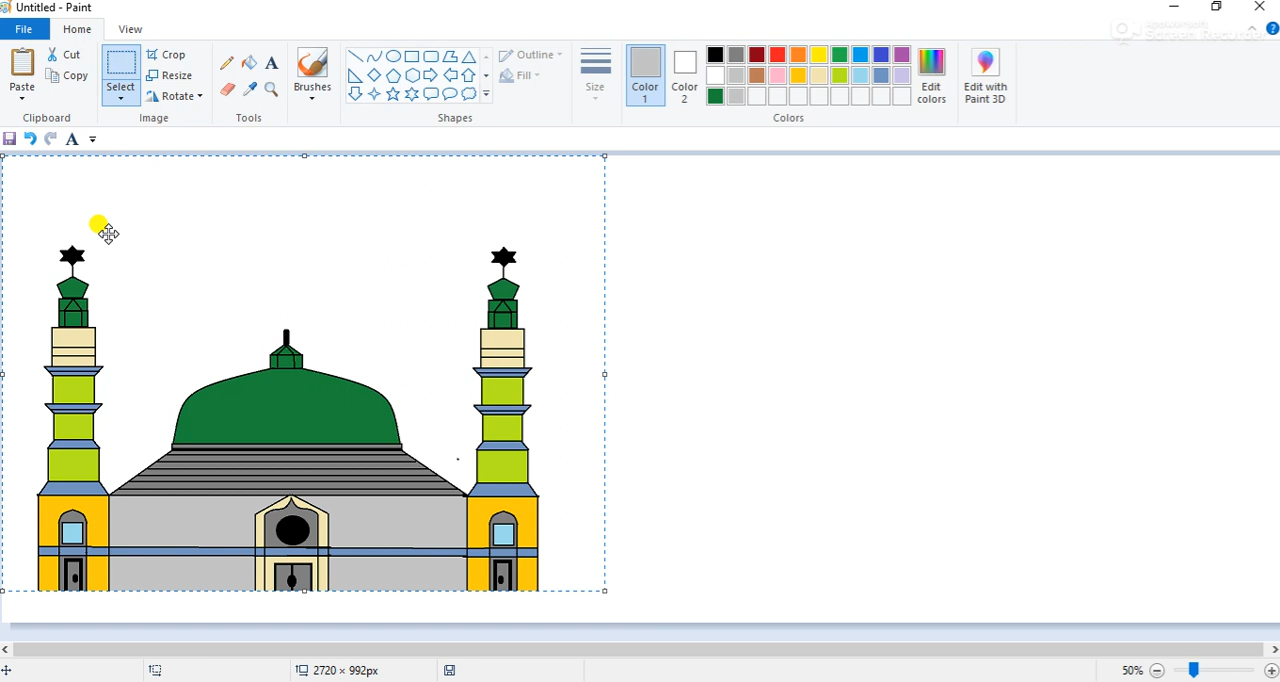 Untitled - Paint
File
Home
View
Paste
Cut
Copy
Clipboard
Select
Crop
Resize
Rotate
Image
A
Tools
Brushes
Outline
Fill
Shapes
Size
Color
1
Color
2
Edit
colors
Colors
Edit with
Paint 3D
?
A
2720 × 992px
50%